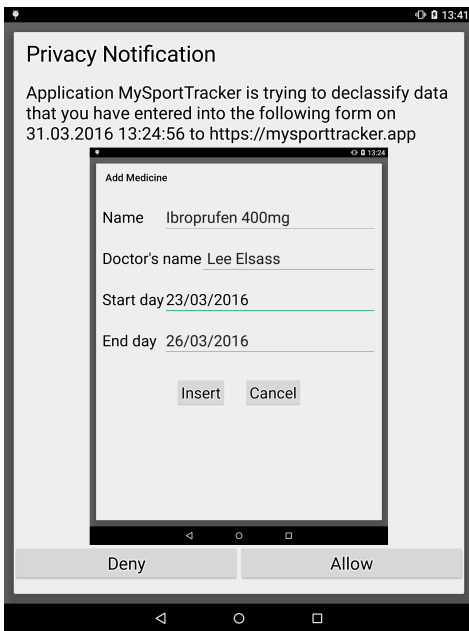 13:41
Privacy Notification
Application MySportTracker is trying to declassify data
that you have entered into the following form on
31.03.2016 13:24:56 to https://mysporttracker.app
13:24
Add Medicine
Name Ibroprufen 400mg
Doctor's name Lee Elsass
Start day 23/03/2016
End day 26/03/2016
Insert Cancel
Deny Allow